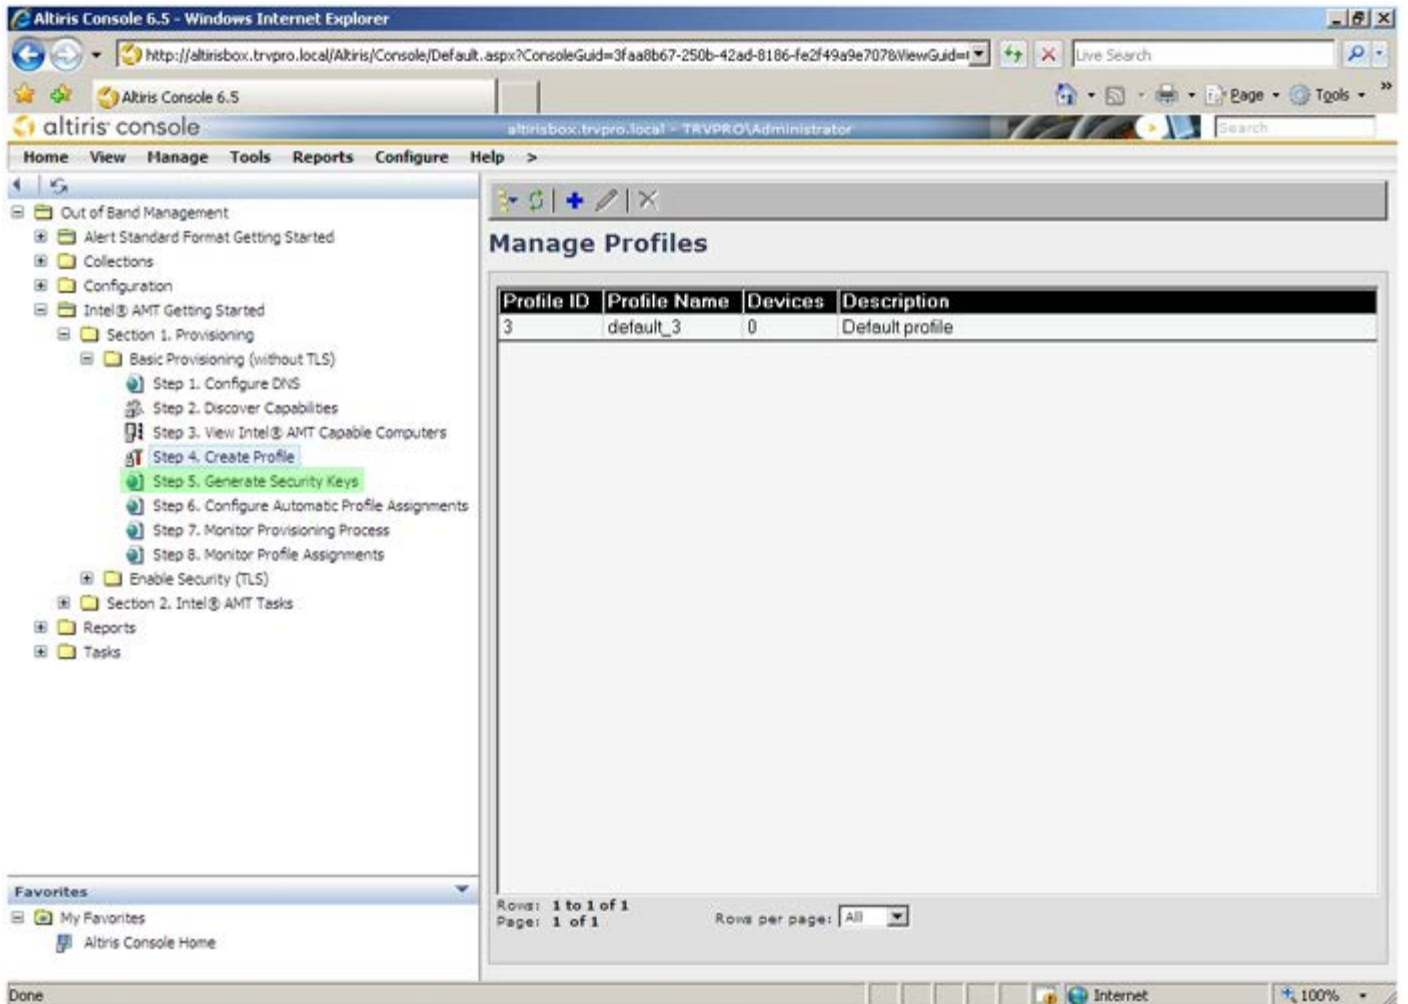 Altiris Console 6.5 - Windows Internet Explorer
http://altirisbox.trvpro.local/Altiris/Console/Default.aspx?ConsoleGuid=3faa8b67-250b-42ad-8186-fe2f49a9e707&ViewGuid=
Live Search
Altiris Console 6.5
Page
Tools
altiris console
altirisbox.trvpro.local - TRVPRO\Administrator
Search
Home View Manage Tools Reports Configure Help >
Out of Band Management
Alert Standard Format Getting Started
Collections
Configuration
Intel® AMT Getting Started
Section 1. Provisioning
Basic Provisioning (without TLS)
Step 1. Configure DNS
Step 2. Discover Capabilities
Step 3. View Intel® AMT Capable Computers
Step 4. Create Profile
Step 5. Generate Security Keys
Step 6. Configure Automatic Profile Assignments
Step 7. Monitor Provisioning Process
Step 8. Monitor Profile Assignments
Enable Security (TLS)
Section 2. Intel® AMT Tasks
Reports
Tasks
Manage Profiles
Profile ID Profile Name Devices Description
3 default_3 0 Default profile
Rows: 1 to 1 of 1
Page: 1 of 1
Rows per page: All
Favorites
My Favorites
Altiris Console Home
Done
Internet
100%